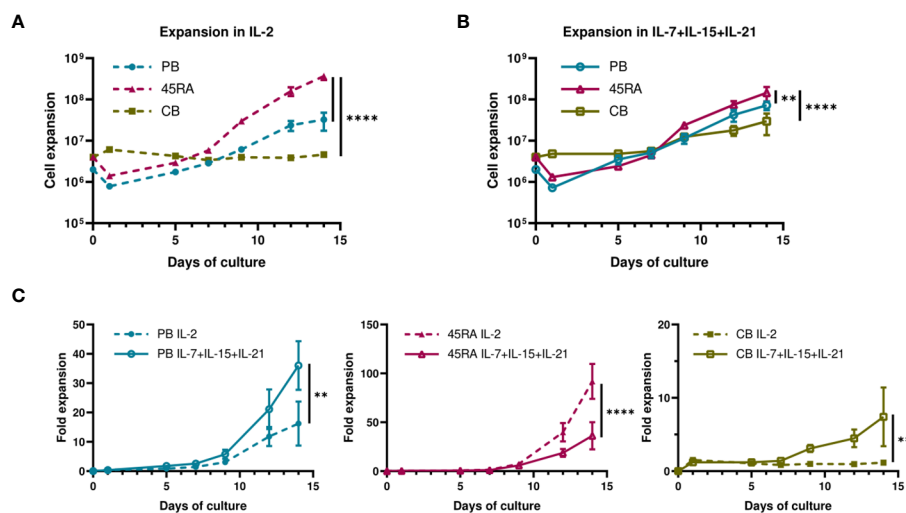 A
Expansion in IL-2
Cell expansion
10⁹
10⁸
10⁷
10⁶
10⁵
PB
45RA
CB
****
0 5 10 15
Days of culture
B
Expansion in IL-7+IL-15+IL-21
Cell expansion
10⁹
10⁸
10⁷
10⁶
10⁵
PB
45RA
CB
**
****
0 5 10 15
Days of culture
C
Fold expansion
50
40
30
20
10
0
PB IL-2
PB IL-7+IL-15+IL-21
**
0 5 10 15
Days of culture
Fold expansion
150
100
50
0
45RA IL-2
45RA IL-7+IL-15+IL-21
****
0 5 10 15
Days of culture
Fold expansion
20
15
10
5
0
CB IL-2
CB IL-7+IL-15+IL-21
**
0 5 10 15
Days of culture